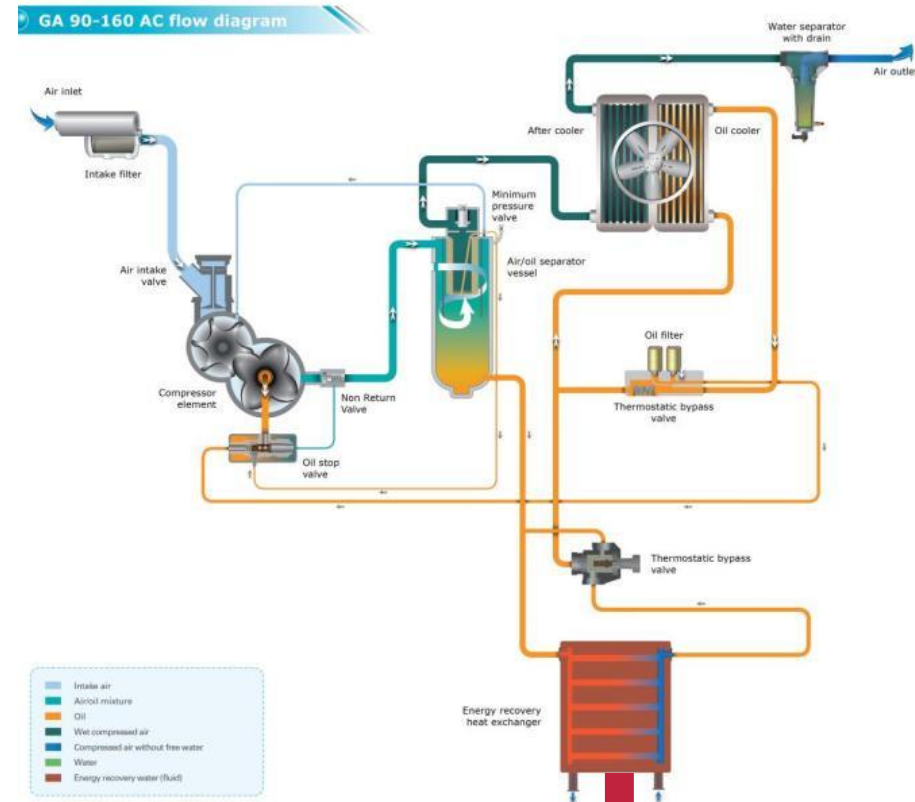 GA 90-160 AC flow diagram
Water separator
with drain
Air outlet
Air inlet
After cooler
Oil cooler
Intake filter
Minimum
pressure
valve
Air/oil separator
vessel
Air intake
valve
Oil filter
Compressor
element
Non Return
Valve
Thermostatic bypass
valve
Oil stop
valve
Thermostatic bypass
valve
Energy recovery
heat exchanger
Intake air
Air/oil mixture
Oil
Wet compressed air
Compressed air without free water
Water
Energy recovery water (fluid)